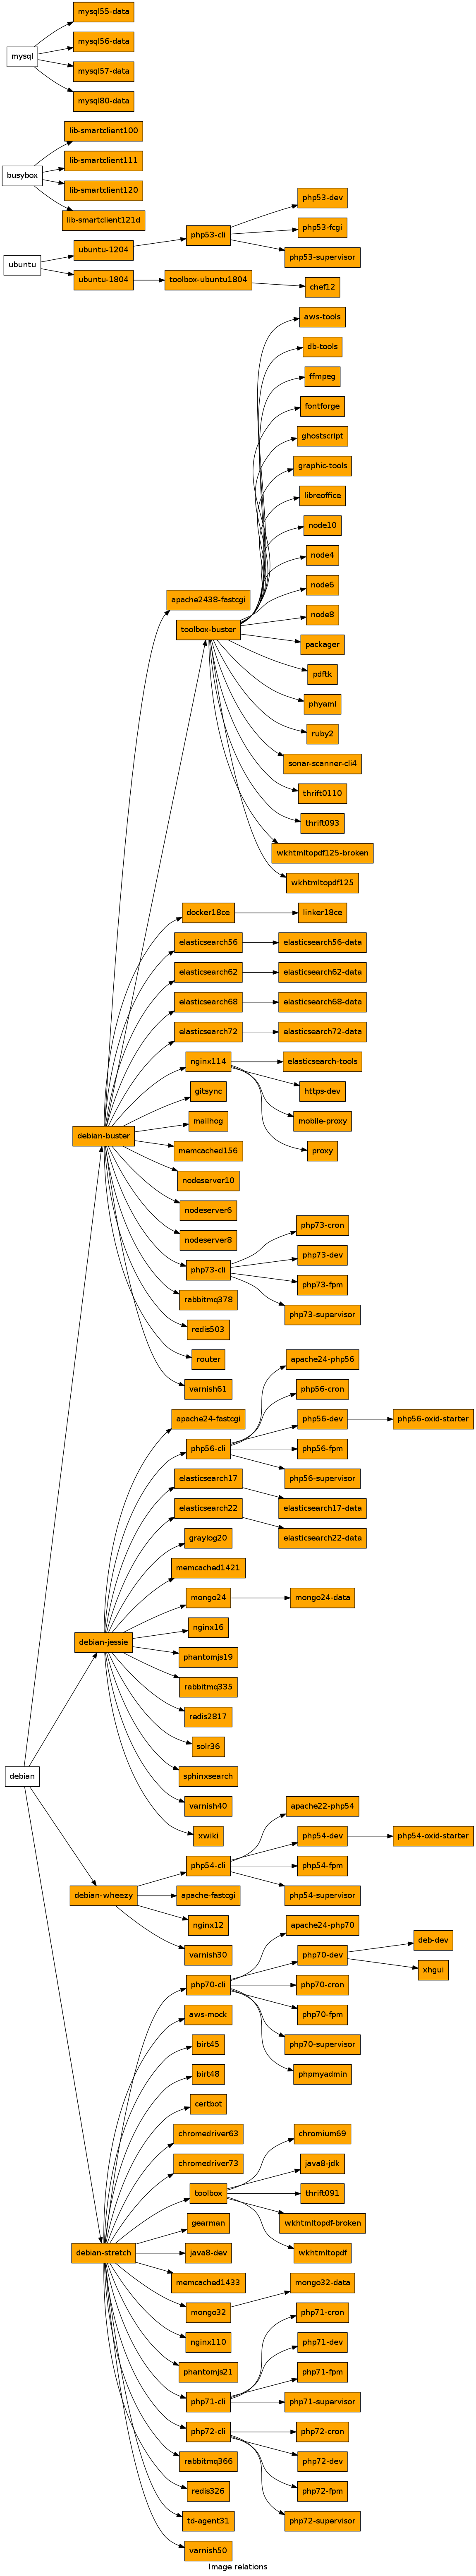 mysql55-data
mysql56-data
mysql
mysql57-data
mysql80-data
lib-smartclient100
lib-smartclient111
busybox
lib-smartclient120
lib-smartclient121d
php53-dev
php53-fcgi
php53-cli
ubuntu-1204
php53-supervisor
ubuntu
ubuntu-1804
toolbox-ubuntu1804
chef12
aws-tools
db-tools
ffmpeg
fontforge
ghostscript
graphic-tools
libreoffice
node10
node4
node6
apache2438-fastcgi
node8
toolbox-buster
packager
pdftk
phyaml
ruby2
sonar-scanner-cli4
thrift0110
thrift093
wkhtmltopdf125-broken
wkhtmltopdf125
docker18ce
linker18ce
elasticsearch56
elasticsearch56-data
elasticsearch62
elasticsearch62-data
elasticsearch68
elasticsearch68-data
elasticsearch72
elasticsearch72-data
nginx114
elasticsearch-tools
gitsync
https-dev
mailhog
mobile-proxy
debian-buster
memcached156
proxy
nodeserver10
nodeserver6
php73-cron
nodeserver8
php73-dev
php73-cli
php73-fpm
rabbitmq378
php73-supervisor
redis503
router
apache24-php56
varnish61
php56-cron
apache24-fastcgi
php56-dev
php56-oxid-starter
php56-cli
php56-fpm
elasticsearch17
php56-supervisor
elasticsearch22
elasticsearch17-data
graylog20
elasticsearch22-data
memcached1421
mongo24
mongo24-data
nginx16
debian-jessie
phantomjs19
rabbitmq335
redis2817
solr36
debian
sphinxsearch
varnish40
apache22-php54
xwiki
php54-dev
php54-oxid-starter
php54-cli
php54-fpm
debian-wheezy
apache-fastcgi
php54-supervisor
nginx12
apache24-php70
deb-dev
varnish30
php70-dev
xhgui
php70-cli
php70-cron
aws-mock
php70-fpm
birt45
php70-supervisor
birt48
phpmyadmin
certbot
chromedriver63
chromium69
chromedriver73
java8-jdk
toolbox
thrift091
gearman
wkhtmltopdf-broken
debian-stretch
java8-dev
wkhtmltopdf
memcached1433
mongo32-data
mongo32
php71-cron
nginx110
php71-dev
phantomjs21
php71-fpm
php71-cli
php71-supervisor
php72-cli
php72-cron
rabbitmq366
php72-dev
redis326
php72-fpm
td-agent31
php72-supervisor
varnish50
Image relations